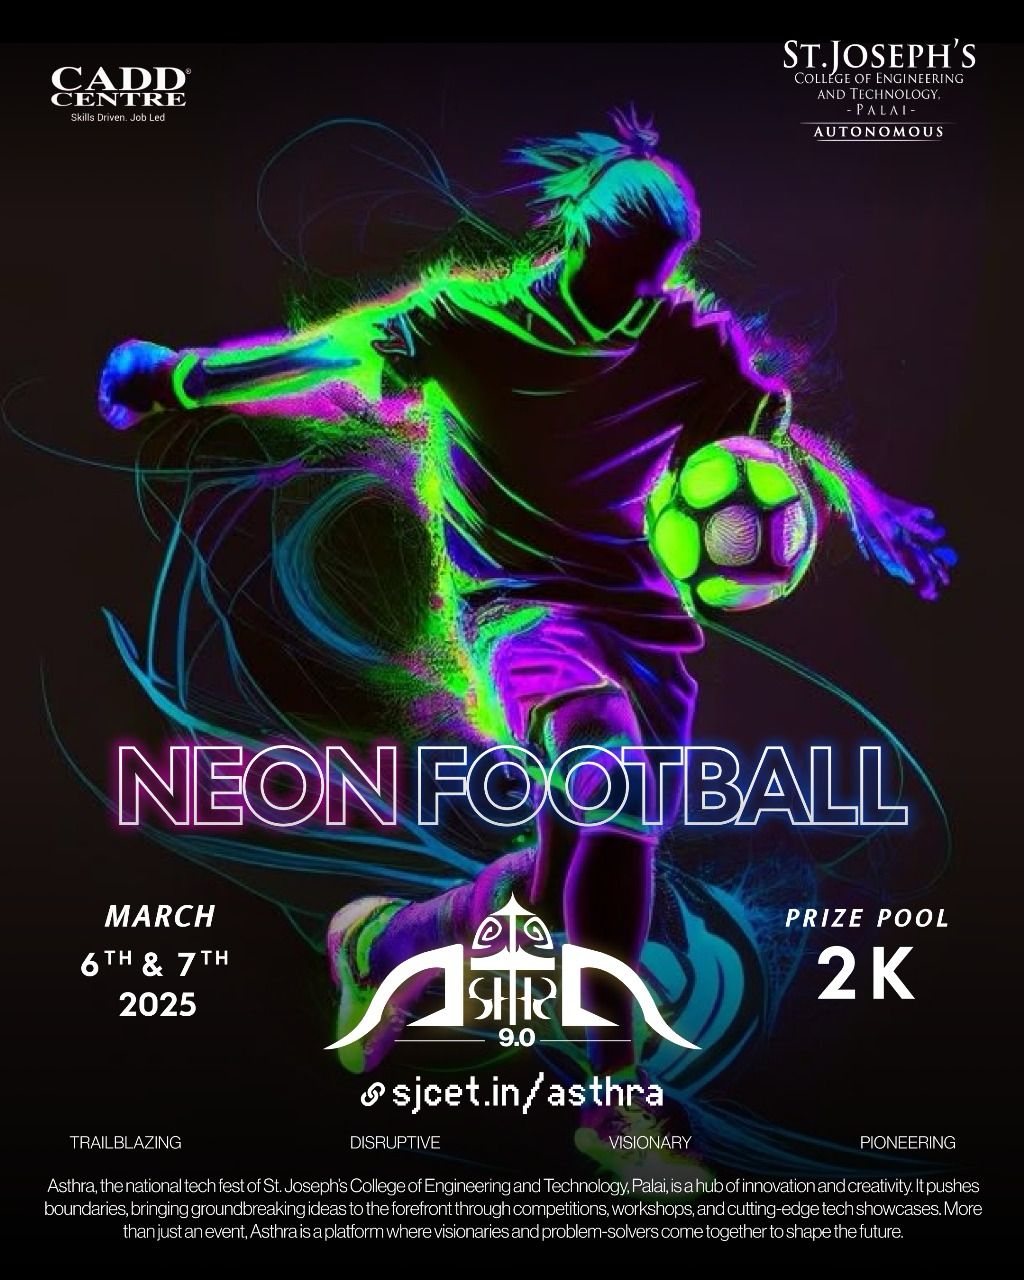 CADD
CENTRE®
Skills Driven. Job Led
ST.JOSEPH'S
COLLEGE OF ENGINEERING
AND TECHNOLOGY,
-PALAI-
AUTONOMOUS
NEON FOOTBALL
MARCH
6TH & 7TH
2025
PRIZE POOL
2K
ASTHRA
9.0
sjcet.in/asthra
TRAILBLAZING DISRUPTIVE VISIONARY PIONEERING
Asthra, the national tech fest of St. Joseph's College of Engineering and Technology, Palai, is a hub of innovation and creativity. It pushes
boundaries, bringing groundbreaking ideas to the forefront through competitions, workshops, and cutting-edge tech showcases. More
than just an event, Asthra is a platform where visionaries and problem-solvers come together to shape the future.